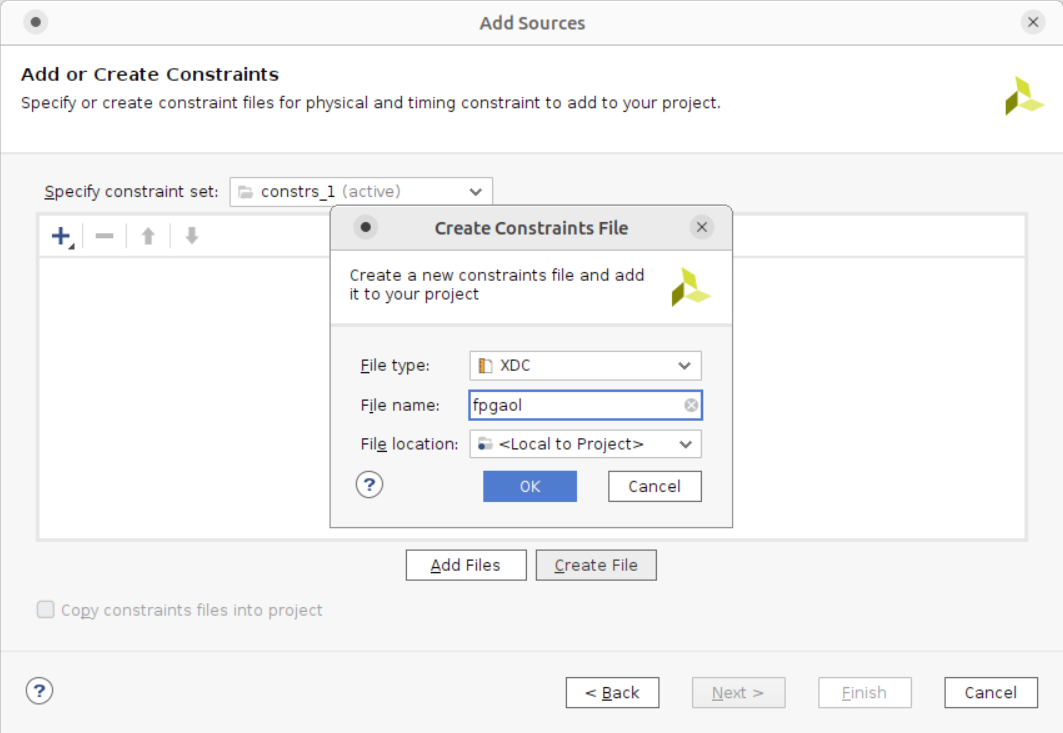 Add Sources
Add or Create Constraints
Specify or create constraint files for physical and timing constraint to add to your project.
Specify constraint set: constrs_1 (active)
Create Constraints File
Create a new constraints file and add
it to your project
File type: XDC
File name: fpgaol
File location: <Local to Project>
? OK Cancel
Add Files Create File
Copy constraints files into project
? < Back Next > Finish Cancel